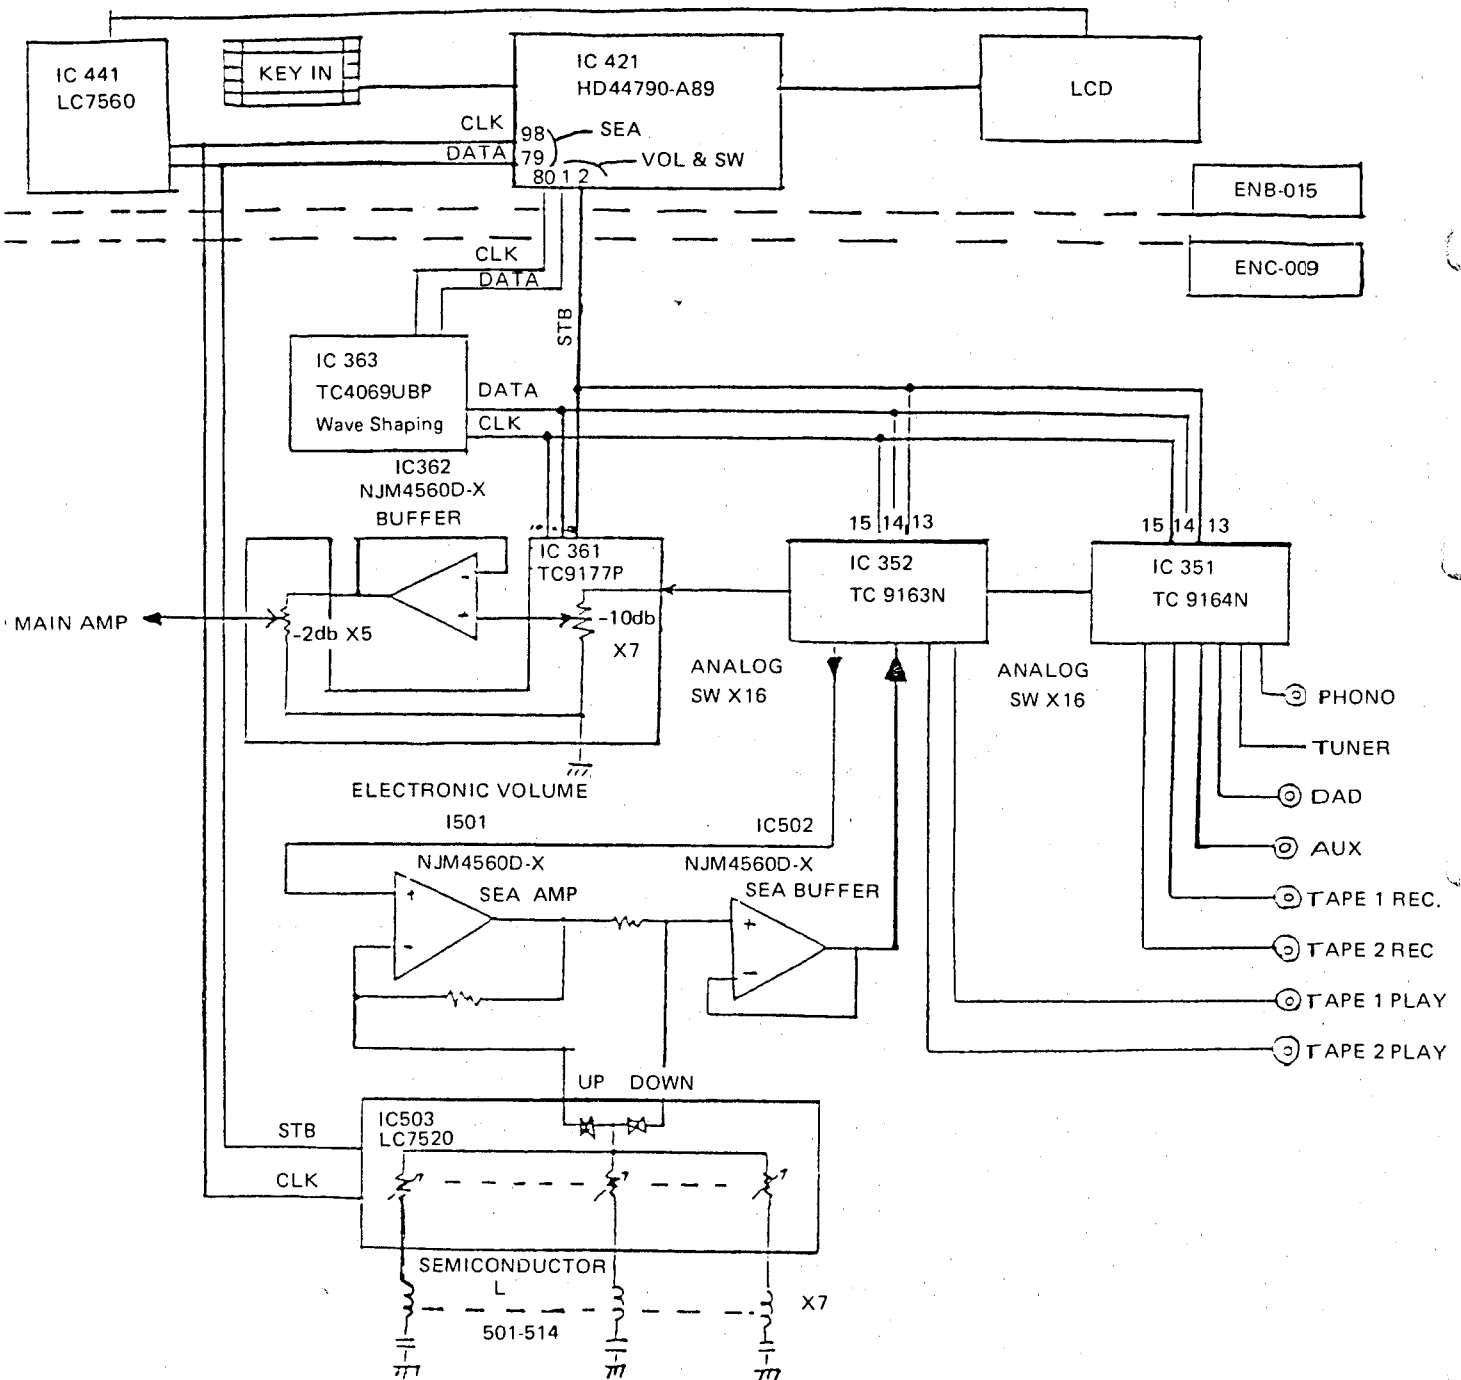 IC 441
LC7560
KEY IN
IC 421
HD44790-A89
LCD
CLK
98
SEA
DATA
79
VOL & SW
80 1 2
ENB-015
ENC-009
CLK
DATA
STB
IC 363
TC4069UBP
Wave Shaping
DATA
CLK
IC362
NJM4560D-X
BUFFER
15 14 13
15 14 13
IC 361
TC9177P
IC 352
TC 9163N
IC 351
TC 9164N
-
+
MAIN AMP
-2db X5
-10db
X7
ANALOG
SW X16
ANALOG
SW X16
PHONO
TUNER
DAD
AUX
TAPE 1 REC.
TAPE 2 REC
TAPE 1 PLAY
TAPE 2 PLAY
ELECTRONIC VOLUME
I501
IC502
NJM4560D-X
NJM4560D-X
SEA AMP
SEA BUFFER
+
-
+
-
UP DOWN
IC503
LC7520
STB
CLK
SEMICONDUCTOR
L
X7
501-514